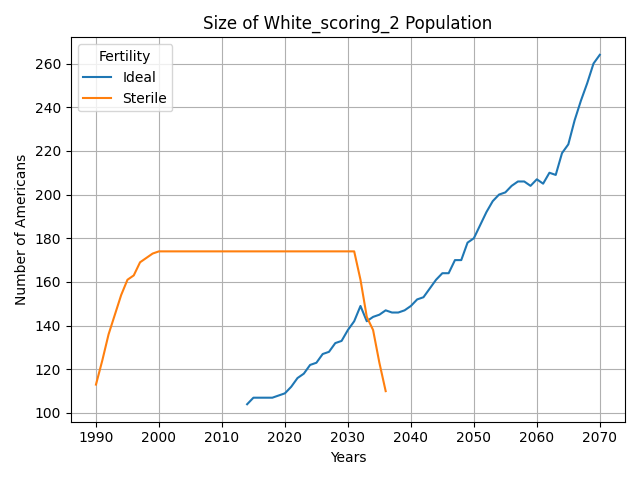 Size of White_scoring_2 Population
Fertility
Ideal
Sterile
Number of Americans
260
240
220
200
180
160
140
120
100
1990 2000 2010 2020 2030 2040 2050 2060 2070
Years